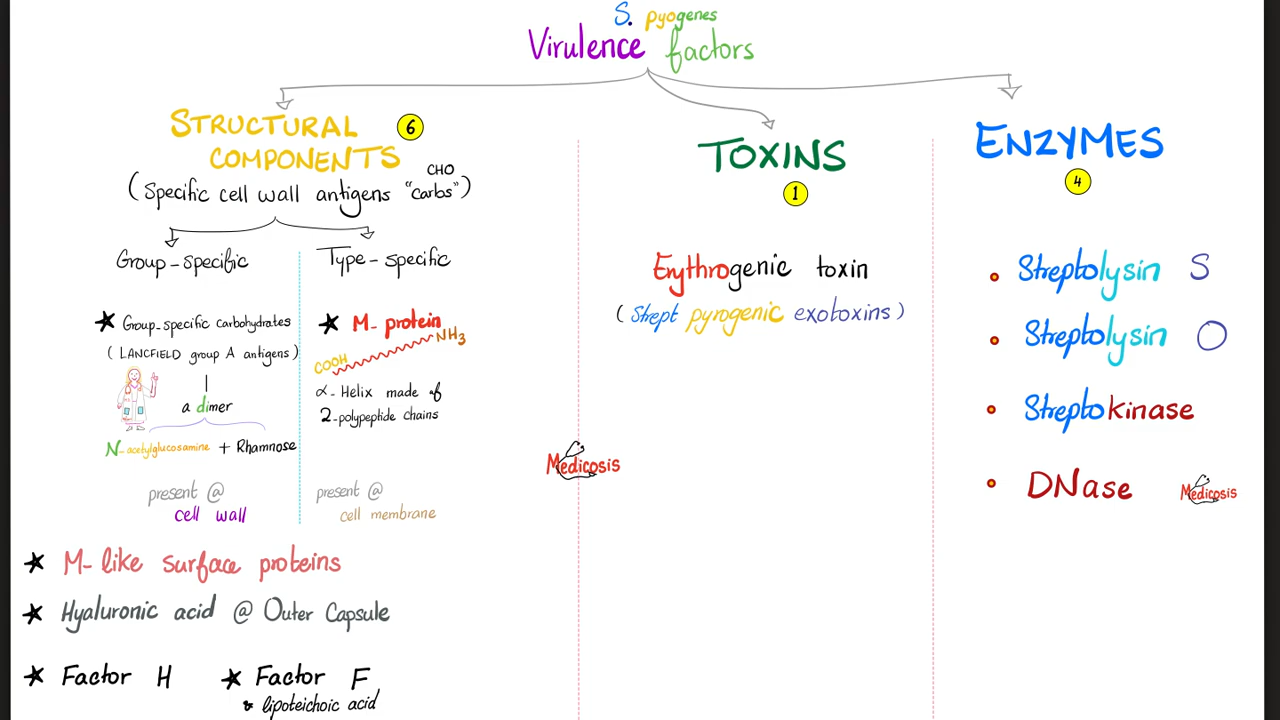 S. pyogenes
Virulence factors
STRUCTURAL
COMPONENTS
6
CHO
(Specific cell wall antigens "carbs")
Group-specific
★ Group-specific Carbohydrates
(LANCFIELD group A antigens)
a dimer
N-acetylglucosamine + Rhamnose
present @
cell wall
Type-specific
★ M-protein
COOH NH3
α-Helix made of
2-polypeptide chains
present @
cell membrane
★ M-like surface proteins
★ Hyaluronic acid @ Outer Capsule
★ Factor H
★ Factor F
& lipoteichoic acid
TOXINS
1
Erythrogenic toxin
(Strept pyrogenic exotoxins)
Medicosis
ENZYMES
4
• Streptolysin S
• Streptolysin O
• Streptokinase
• DNase
Medicosis